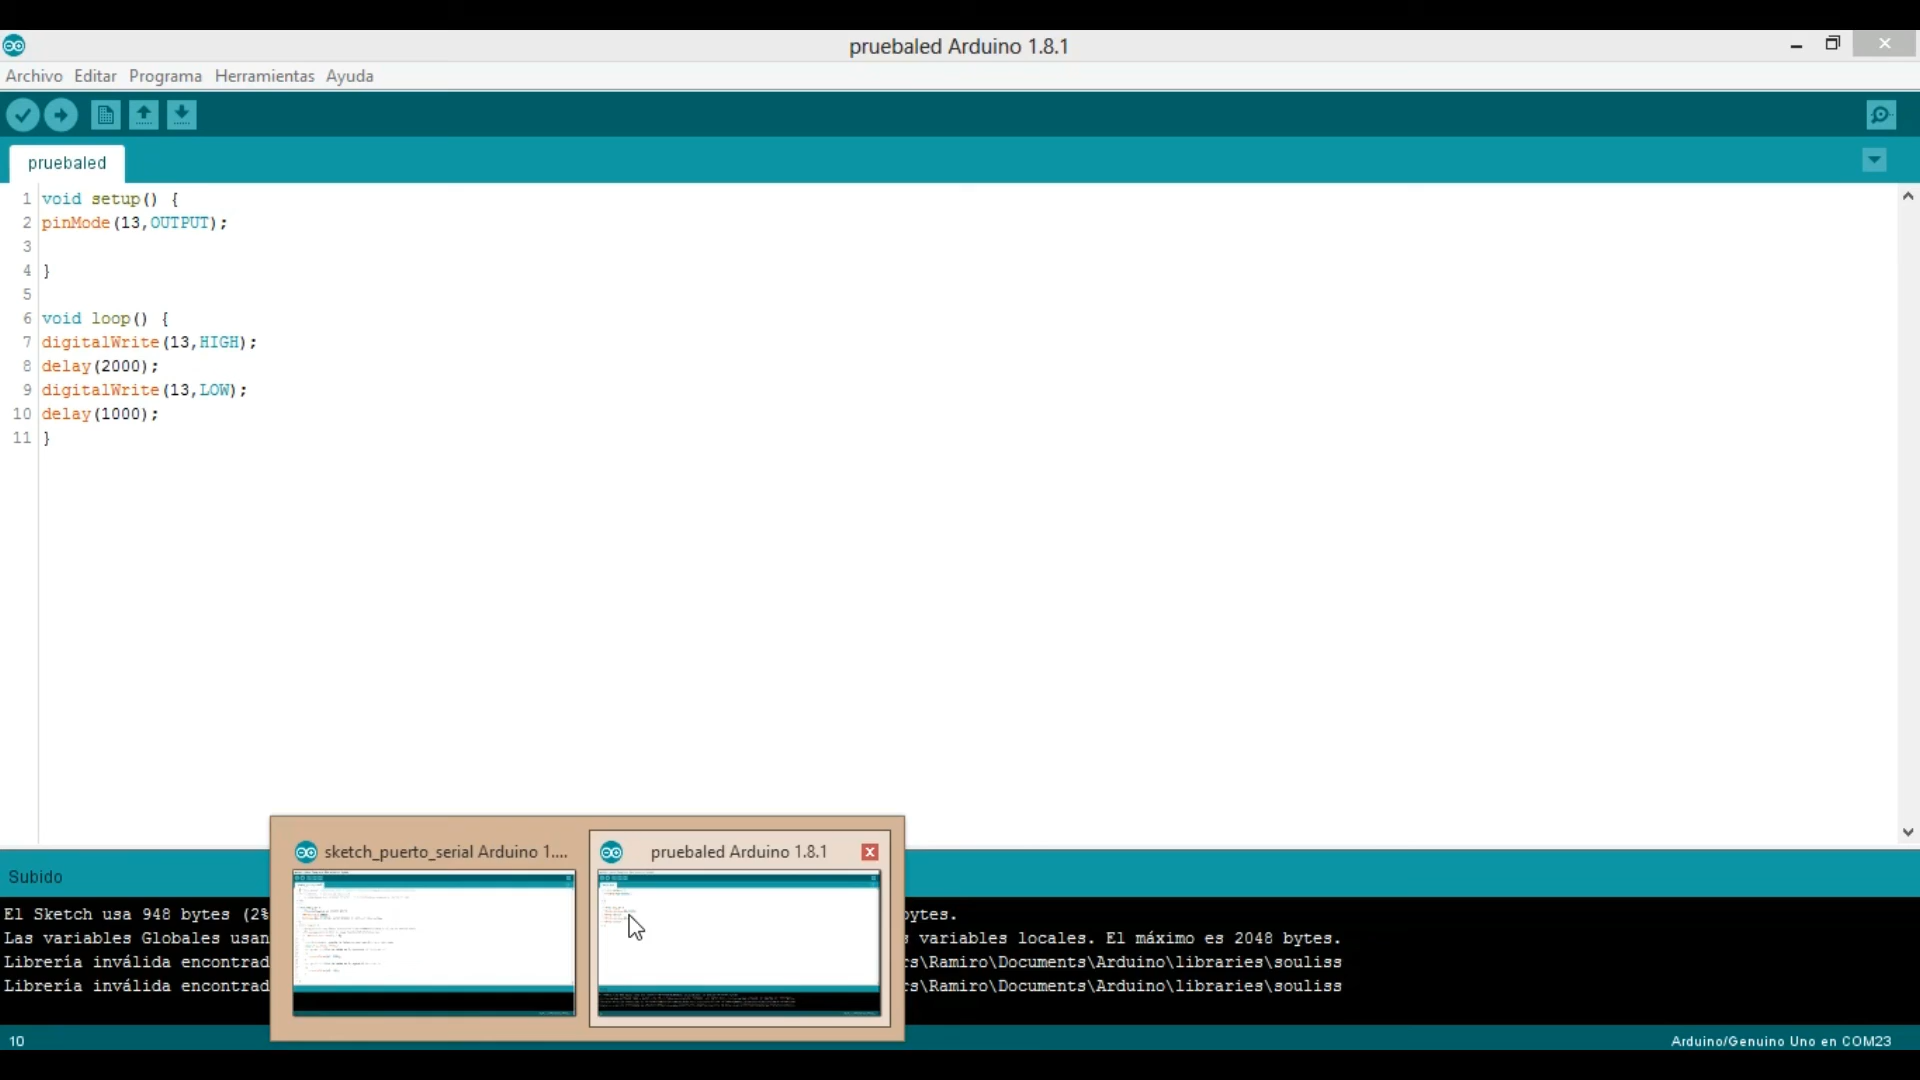 pruebaled Arduino 1.8.1
Archivo Editar Programa Herramientas Ayuda
pruebaled
1 void setup() {
2 pinMode(13,OUTPUT);
3
4 }
5
6 void loop() {
7 digitalWrite(13,HIGH);
8 delay(2000);
9 digitalWrite(13,LOW);
10 delay(1000);
11 }
sketch_puerto_serial Arduino 1....
pruebaled Arduino 1.8.1
Subido
El Sketch usa 948 bytes (2% ytes.
Las variables Globales usan variables locales. El máximo es 2048 bytes.
Librería inválida encontrad rs\Ramiro\Documents\Arduino\libraries\souliss
Librería inválida encontrad rs\Ramiro\Documents\Arduino\libraries\souliss
10
Arduino/Genuino Uno en COM23